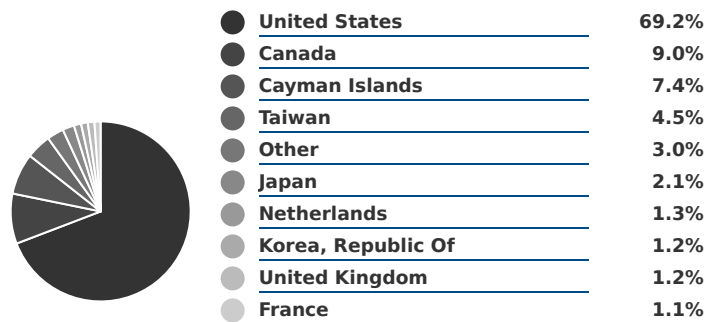 United States 69.2%
Canada 9.0%
Cayman Islands 7.4%
Taiwan 4.5%
Other 3.0%
Japan 2.1%
Netherlands 1.3%
Korea, Republic Of 1.2%
United Kingdom 1.2%
France 1.1%